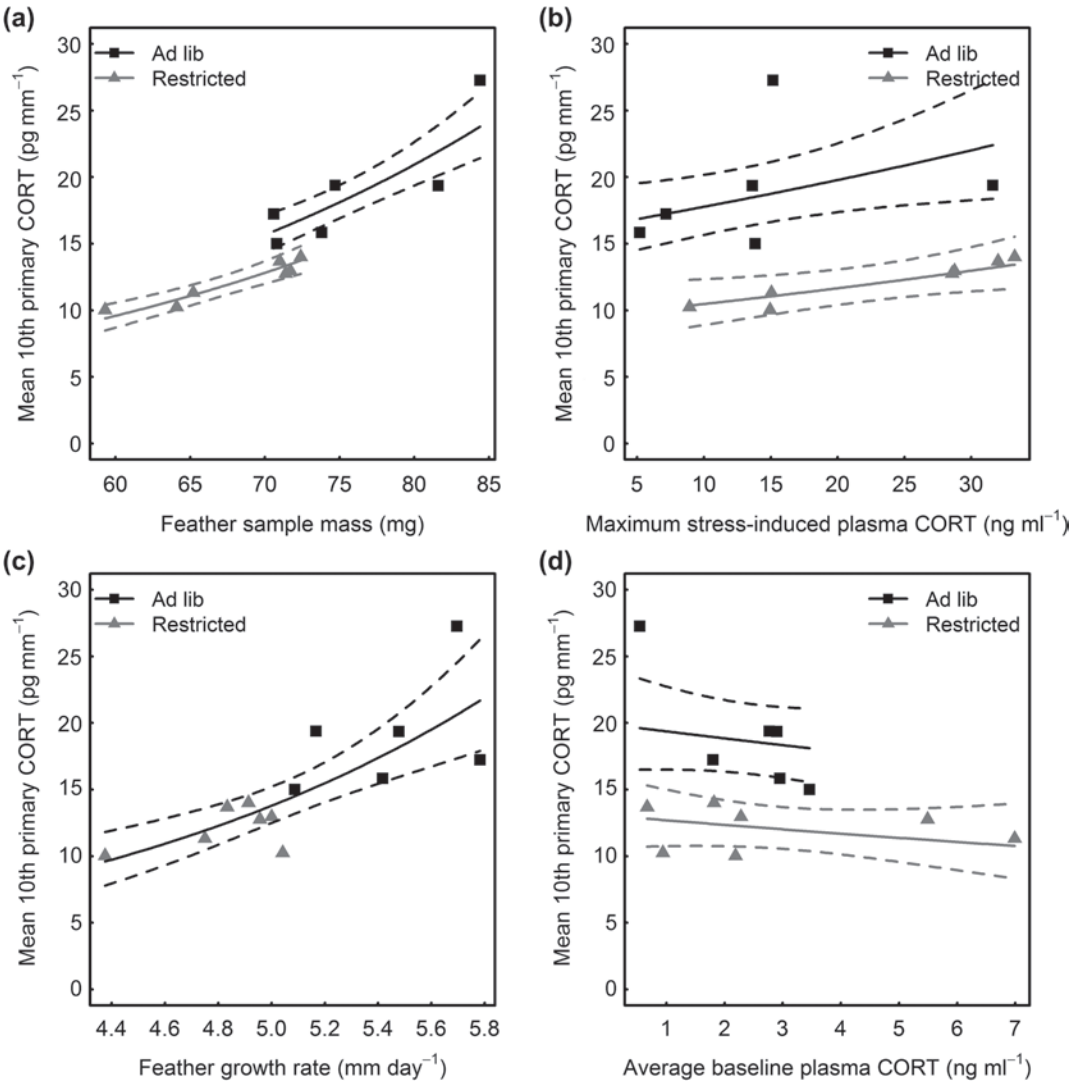 (a)
30
25
20
15
10
5
0
Mean 10th primary CORT (pg mm⁻¹)
Ad lib
Restricted
60 65 70 75 80 85
Feather sample mass (mg)
(b)
30
25
20
15
10
5
0
Mean 10th primary CORT (pg mm⁻¹)
Ad lib
Restricted
5 10 15 20 25 30
Maximum stress-induced plasma CORT (ng ml⁻¹)
(c)
30
25
20
15
10
5
0
Mean 10th primary CORT (pg mm⁻¹)
Ad lib
Restricted
4.4 4.6 4.8 5.0 5.2 5.4 5.6 5.8
Feather growth rate (mm day⁻¹)
(d)
30
25
20
15
10
5
0
Mean 10th primary CORT (pg mm⁻¹)
Ad lib
Restricted
1 2 3 4 5 6 7
Average baseline plasma CORT (ng ml⁻¹)